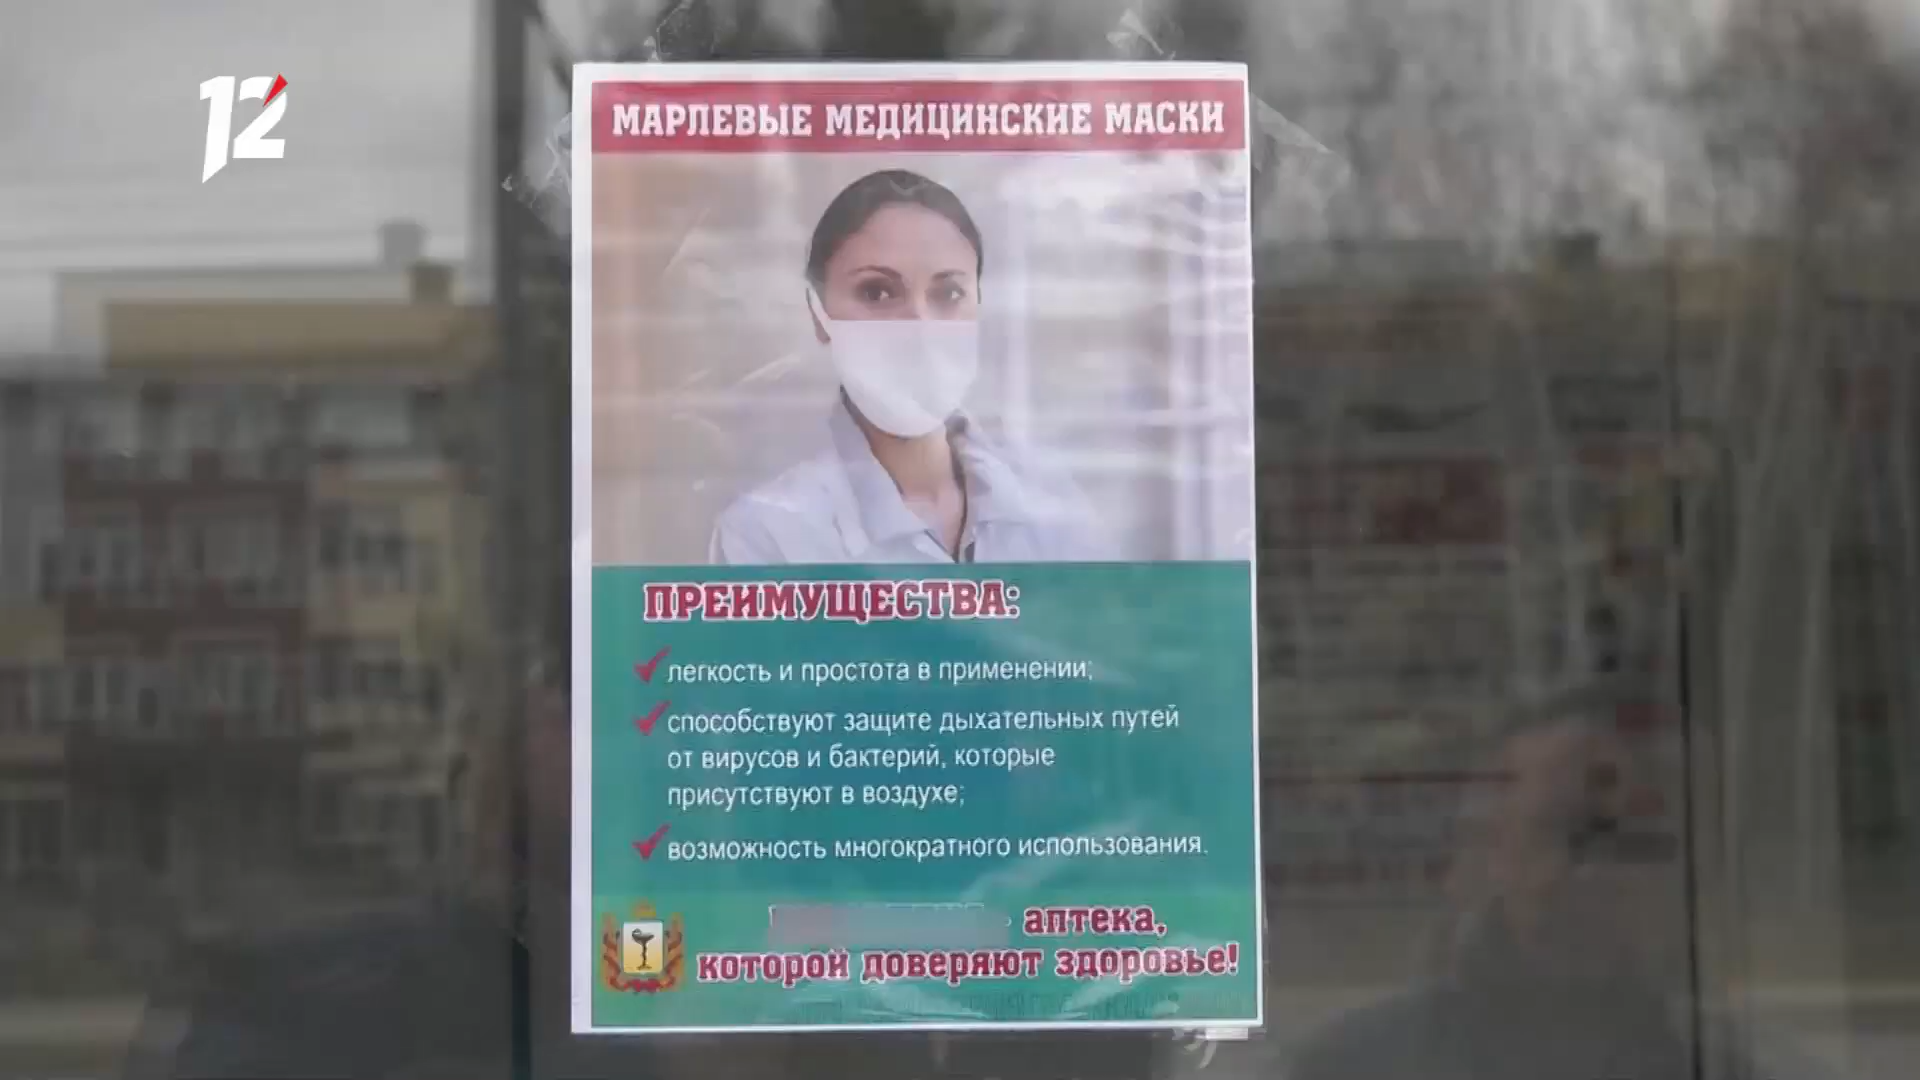 12
МАРЛЕВЫЕ МЕДИЦИНСКИЕ МАСКИ
ПРЕИМУЩЕСТВА:
легкость и простота в применении;
способствуют защите дыхательных путей
от вирусов и бактерий, которые
присутствуют в воздухе;
возможность многократного использования.
аптека,
которой доверяют здоровье!